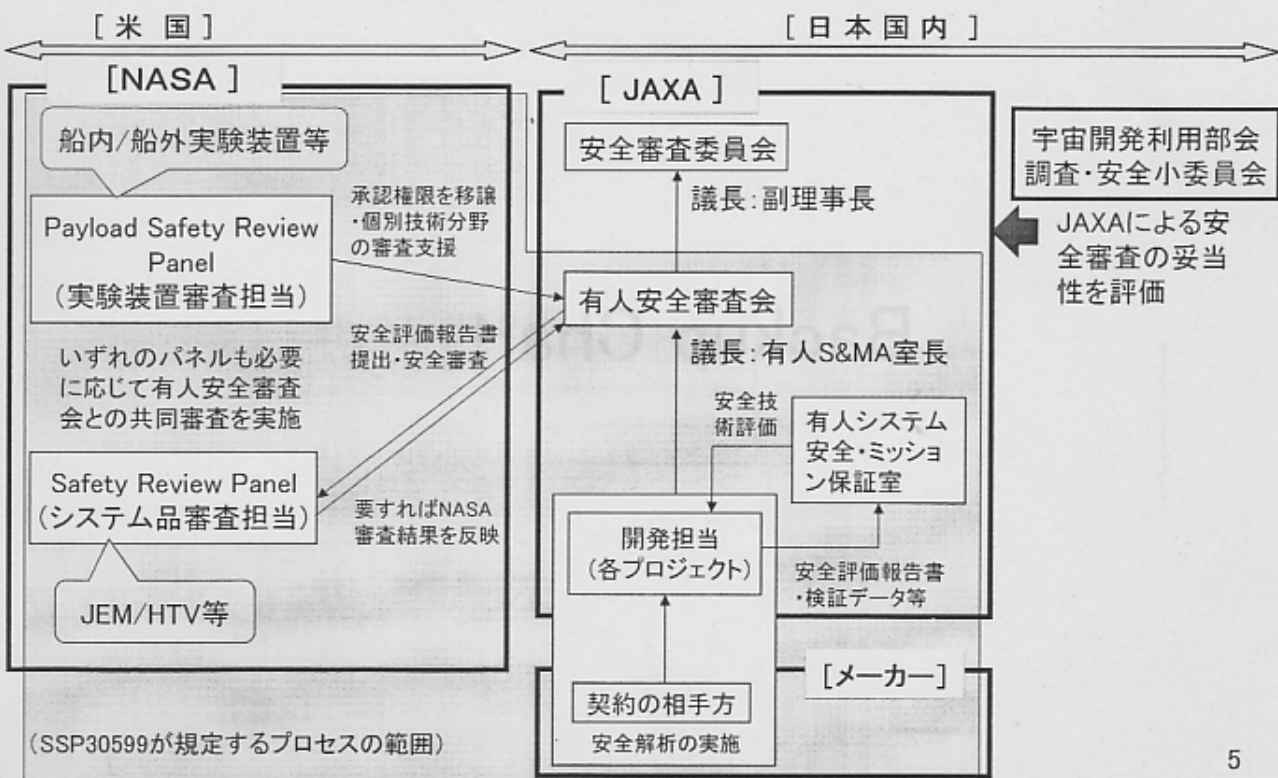 [ 米 国 ]
[ 日 本 国 内 ]
[NASA ]
船内/船外実験装置等
Payload Safety Review
Panel
(実験装置審査担当)
承認権限を移譲
・個別技術分野
の審査支援
いずれのパネルも必要
に応じて有人安全審査
会との共同審査を実施
安全評価報告書
提出・安全審査
Safety Review Panel
(システム品審査担当)
要すればNASA
審査結果を反映
JEM/HTV等
(SSP30599が規定するプロセスの範囲)
[ JAXA ]
安全審査委員会
議長:副理事長
有人安全審査会
議長:有人S&MA室長
安全技
術評価
有人システム
安全・ミッショ
ン保証室
開発担当
(各プロジェクト)
安全評価報告書
・検証データ等
[メーカー]
契約の相手方
安全解析の実施
宇宙開発利用部会
調査・安全小委員会
JAXAによる安
全審査の妥当
性を評価
Backup Cha
5